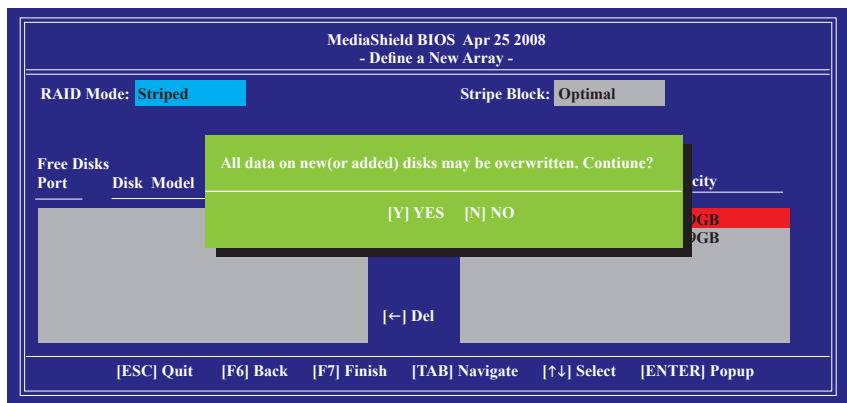 MediaShield BIOS Apr 25 2008
- Define a New Array -
RAID Mode: Striped Stripe Block: Optimal
All data on new(or added) disks may be overwritten. Contiune?
[Y] YES [N] NO
Free Disks
Port Disk Model city
9GB
9GB
[←] Del
[ESC] Quit [F6] Back [F7] Finish [TAB] Navigate [↑↓] Select [ENTER] Popup